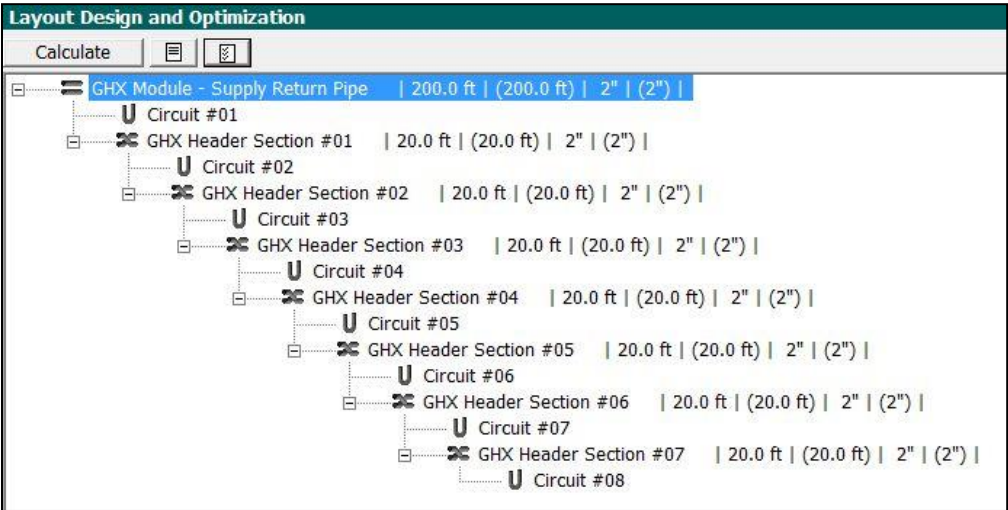 Layout Design and Optimization
Calculate
GHX Module - Supply Return Pipe | 200.0 ft | (200.0 ft) | 2" | (2") |
Circuit #01
GHX Header Section #01 | 20.0 ft | (20.0 ft) | 2" | (2") |
Circuit #02
GHX Header Section #02 | 20.0 ft | (20.0 ft) | 2" | (2") |
Circuit #03
GHX Header Section #03 | 20.0 ft | (20.0 ft) | 2" | (2") |
Circuit #04
GHX Header Section #04 | 20.0 ft | (20.0 ft) | 2" | (2") |
Circuit #05
GHX Header Section #05 | 20.0 ft | (20.0 ft) | 2" | (2") |
Circuit #06
GHX Header Section #06 | 20.0 ft | (20.0 ft) | 2" | (2") |
Circuit #07
GHX Header Section #07 | 20.0 ft | (20.0 ft) | 2" | (2") |
Circuit #08